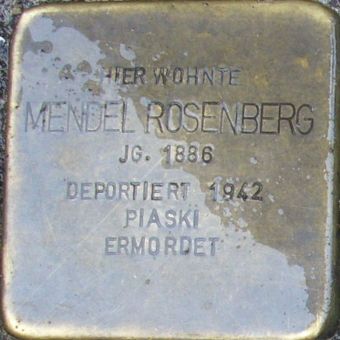 HIER WOHNTE
MENDEL ROSENBERG
JG. 1886
DEPORTIERT 1942
PIASKI
ERMORDET